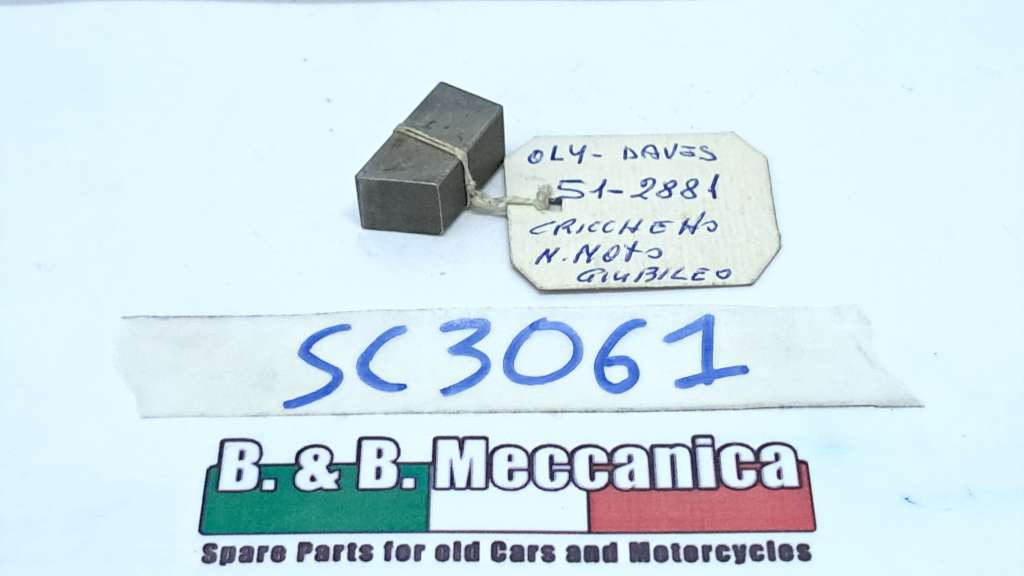 OLY- DAVES
51-2881
CRICCHETTO
N. MOTO
GIUBILEO
SC3061
B. & B. Meccanica
Spare Parts for old Cars and Motorcycles